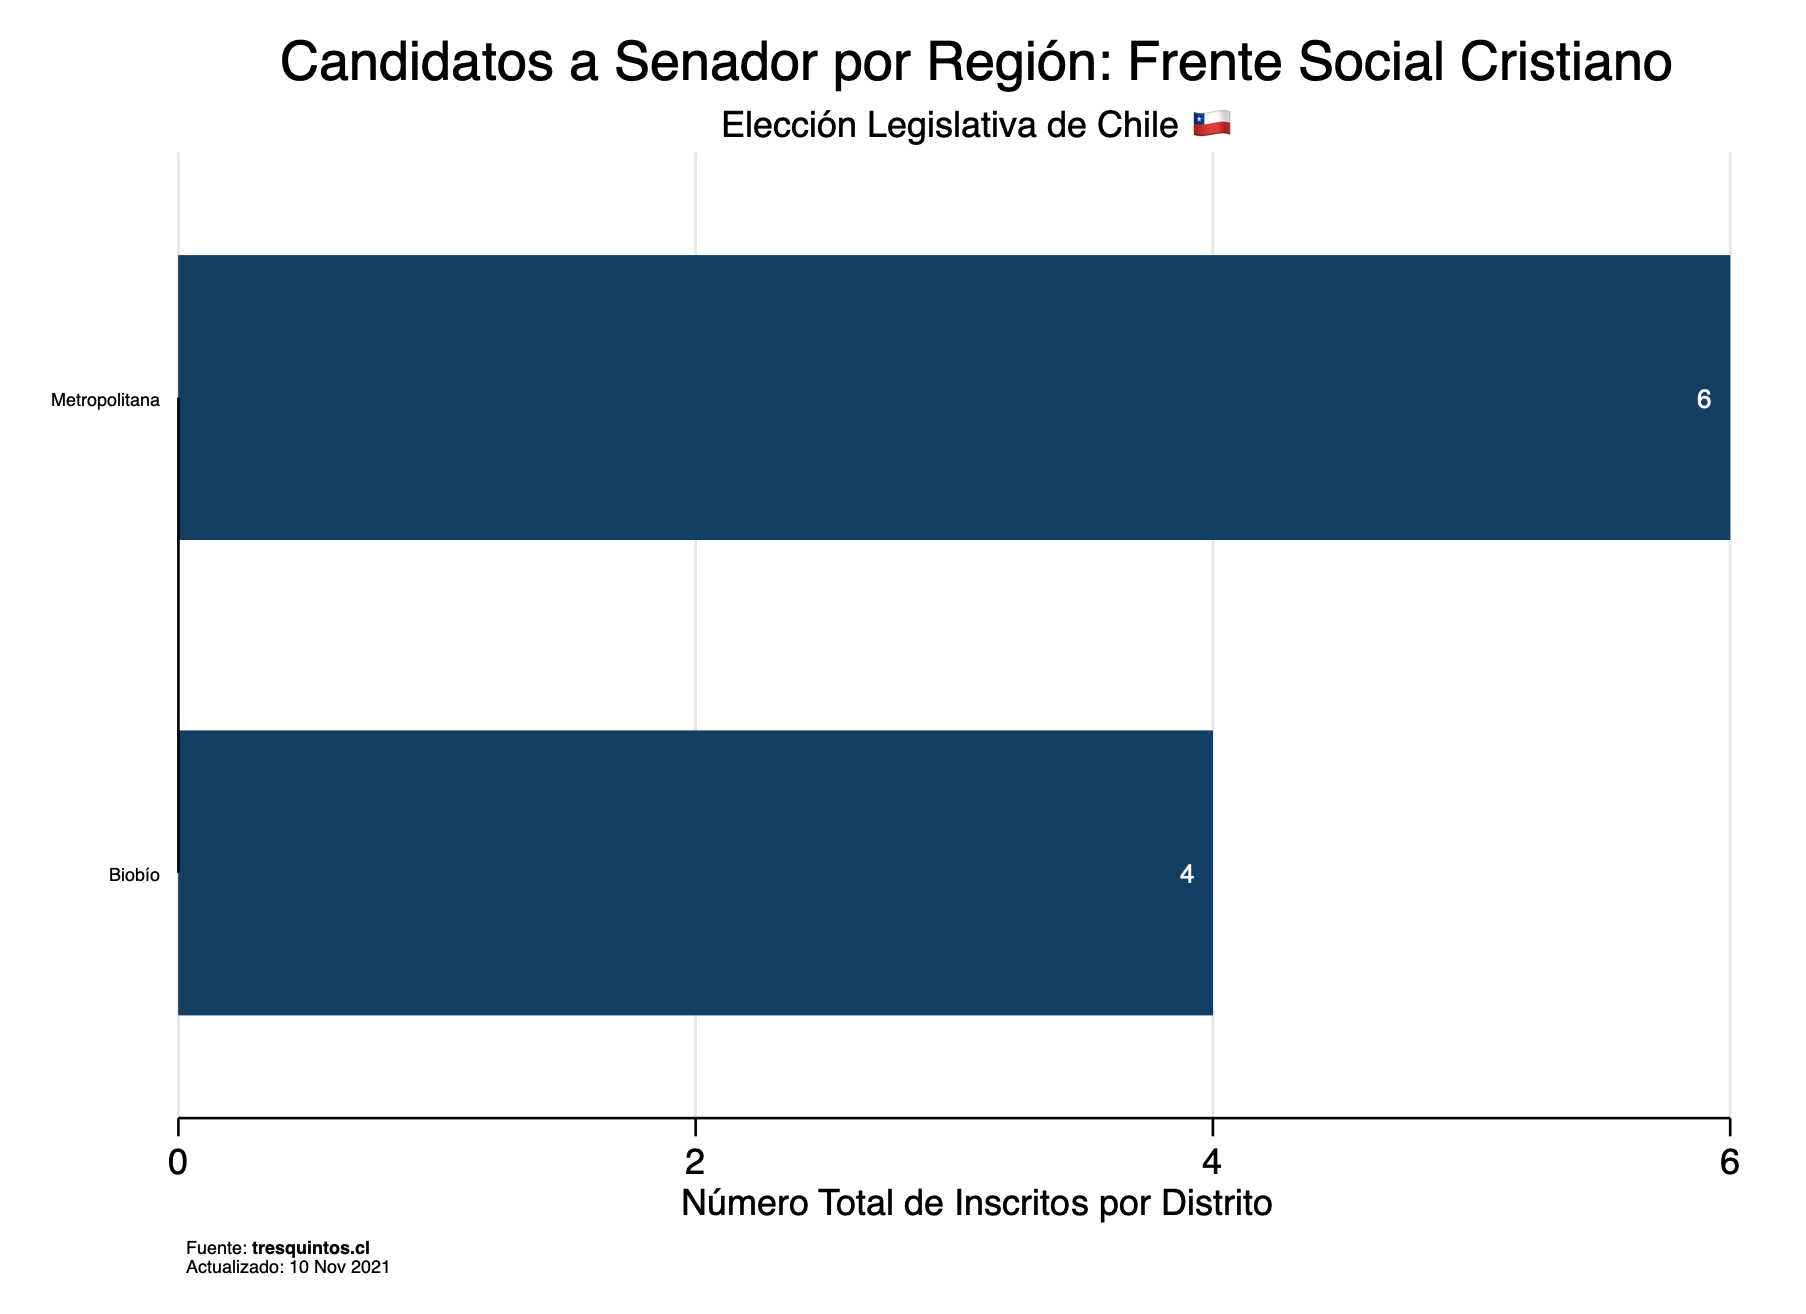 Candidatos a Senador por Región: Frente Social Cristiano
Elección Legislativa de Chile 🇨🇱
Metropolitana
6
Biobío
4
0 2 4 6
Número Total de Inscritos por Distrito
Fuente: tresquintos.cl
Actualizado: 10 Nov 2021